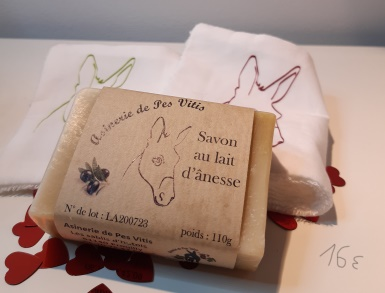 Asinerie de Pes Vitis
Savon
au lait
d'ânesse
N° de lot : LA200723
poids : 110g
Asinerie de Pes Vitis
16€